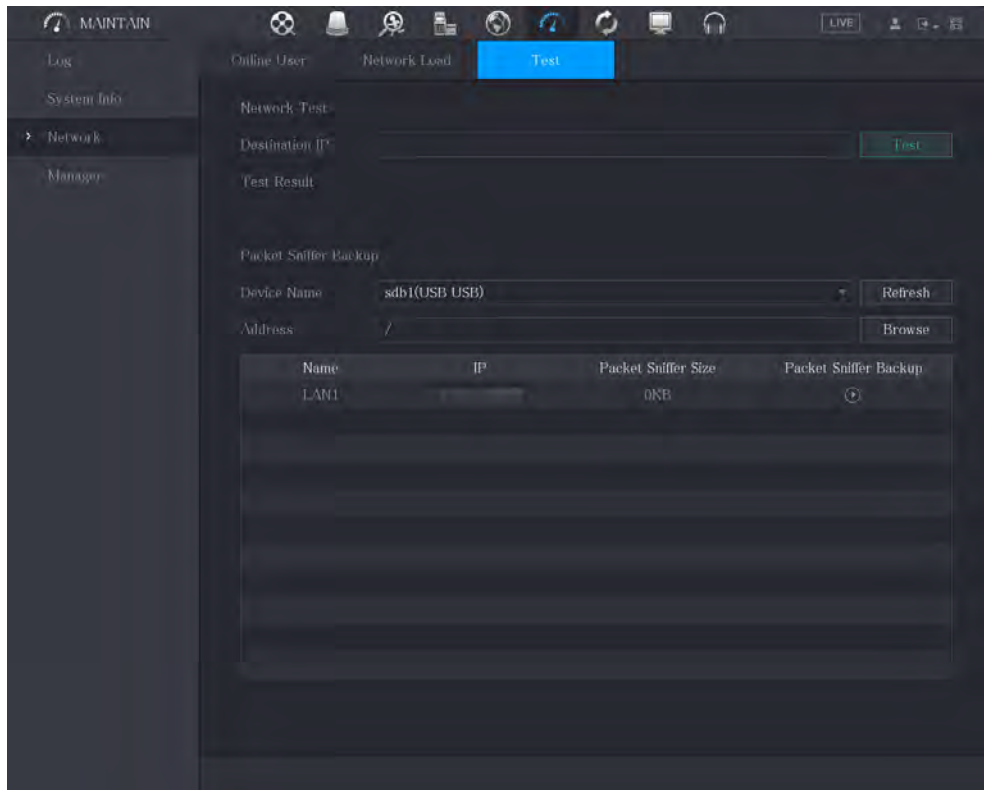 MAINTAIN LIVE
Log Online User Network Load Test
System Info
Network Test
Network
Destination IP Test
Manager
Test Result
Packet Sniffer Backup
Device Name sdb1(USB USB) Refresh
Address / Browse
Name IP Packet Sniffer Size Packet Sniffer Backup
LAN1 0KB